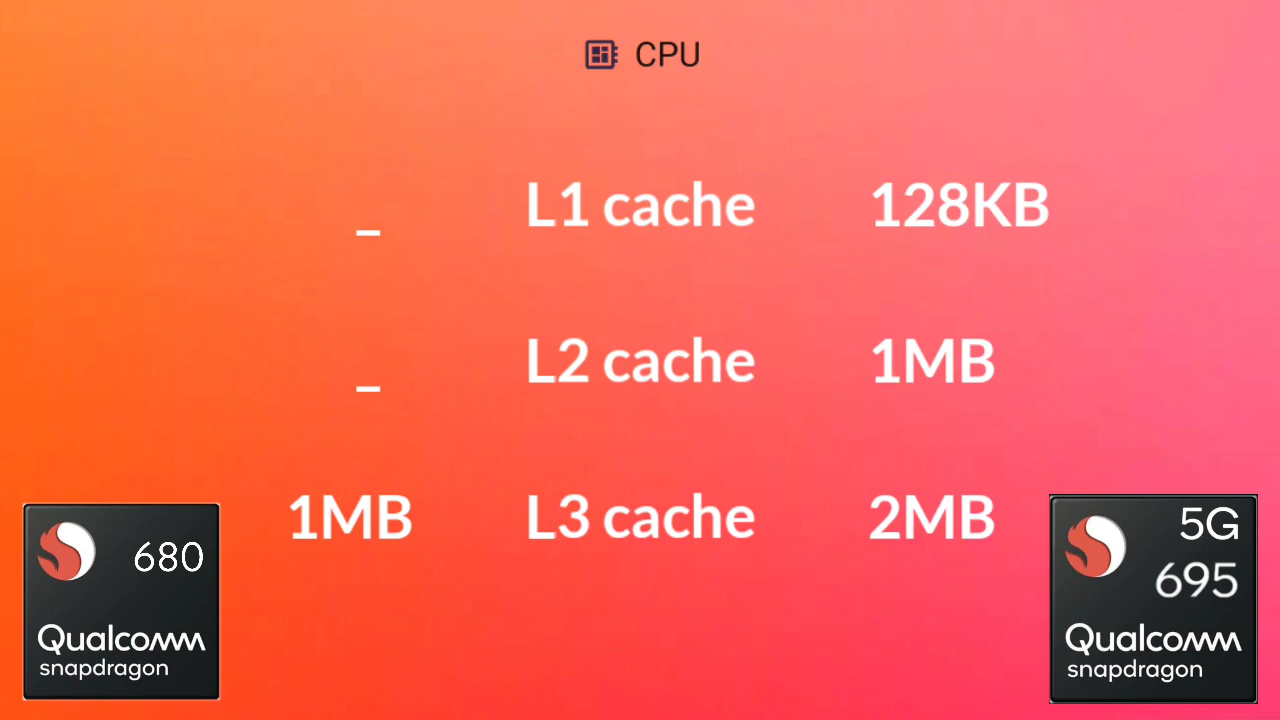 CPU
_ L1 cache 128KB
_ L2 cache 1MB
1MB L3 cache 2MB
680
Qualcomm
snapdragon
5G
695
Qualcomm
snapdragon